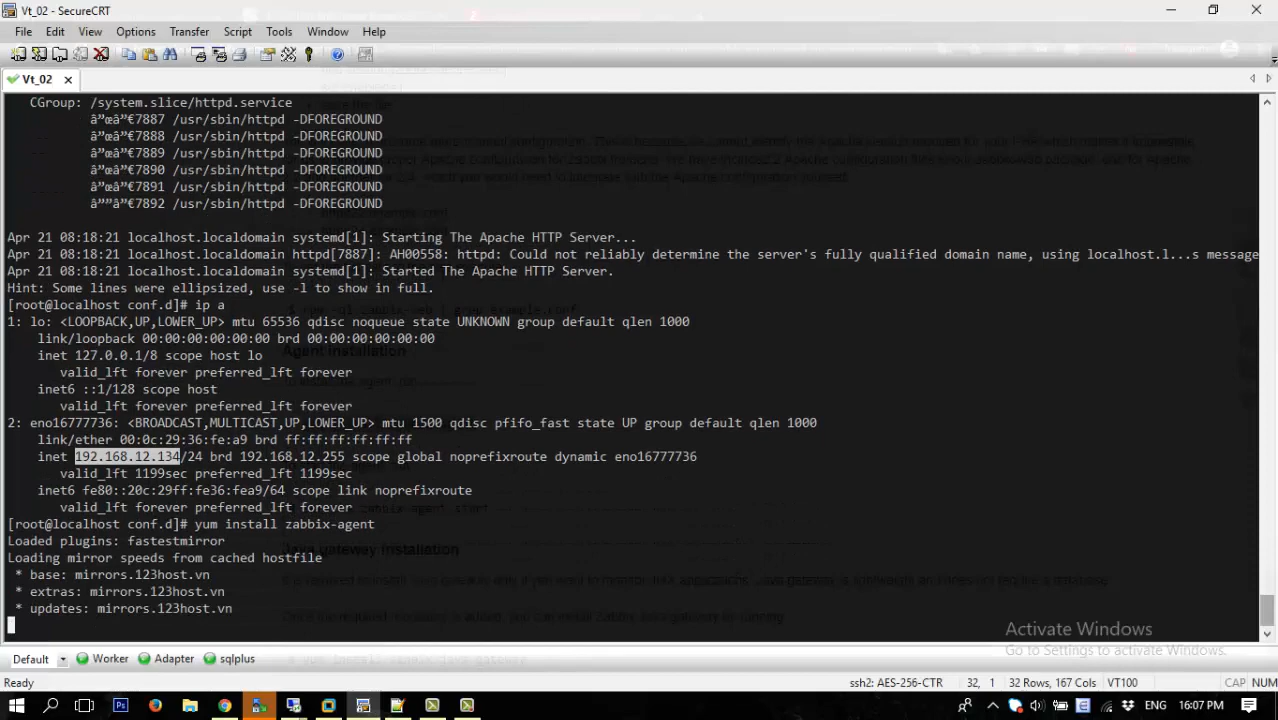 Vt_02 - SecureCRT
File Edit View Options Transfer Script Tools Window Help
Vt_02
CGroup: /system.slice/httpd.service
â”œâ”€7887 /usr/sbin/httpd -DFOREGROUND
â”œâ”€7888 /usr/sbin/httpd -DFOREGROUND
â”œâ”€7889 /usr/sbin/httpd -DFOREGROUND
â”œâ”€7890 /usr/sbin/httpd -DFOREGROUND
â”œâ”€7891 /usr/sbin/httpd -DFOREGROUND
â””â”€7892 /usr/sbin/httpd -DFOREGROUND
Apr 21 08:18:21 localhost.localdomain systemd[1]: Starting The Apache HTTP Server...
Apr 21 08:18:21 localhost.localdomain httpd[7887]: AH00558: httpd: Could not reliably determine the server's fully qualified domain name, using localhost.l...s message
Apr 21 08:18:21 localhost.localdomain systemd[1]: Started The Apache HTTP Server.
Hint: Some lines were ellipsized, use -l to show in full.
[root@localhost conf.d]# ip a
1: lo: <LOOPBACK,UP,LOWER_UP> mtu 65536 qdisc noqueue state UNKNOWN group default qlen 1000
link/loopback 00:00:00:00:00:00 brd 00:00:00:00:00:00
inet 127.0.0.1/8 scope host lo
valid_lft forever preferred_lft forever
inet6 ::1/128 scope host
valid_lft forever preferred_lft forever
2: eno16777736: <BROADCAST,MULTICAST,UP,LOWER_UP> mtu 1500 qdisc pfifo_fast state UP group default qlen 1000
link/ether 00:0c:29:36:fe:a9 brd ff:ff:ff:ff:ff:ff
inet 192.168.12.134/24 brd 192.168.12.255 scope global noprefixroute dynamic eno16777736
valid_lft 1199sec preferred_lft 1199sec
inet6 fe80::20c:29ff:fe36:fea9/64 scope link noprefixroute
valid_lft forever preferred_lft forever
[root@localhost conf.d]# yum install zabbix-agent
Loaded plugins: fastestmirror
Loading mirror speeds from cached hostfile
* base: mirrors.123host.vn
* extras: mirrors.123host.vn
* updates: mirrors.123host.vn
Agent installation
Java gateway installation
Activate Windows
Go to Settings to activate Windows.
Default Worker Adapter sqlplus
Ready ssh2: AES-256-CTR 32, 1 32 Rows, 167 Cols VT100 CAP NUM
ENG 16:07 PM